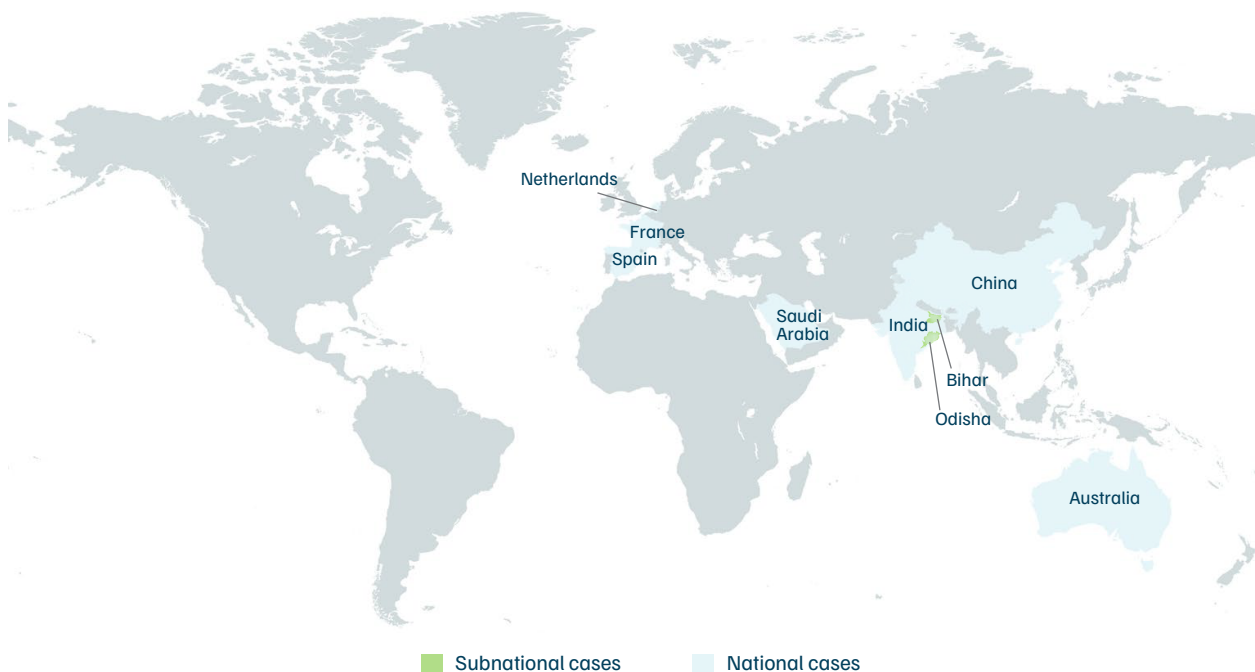 Netherlands
France
Spain
China
Saudi
Arabia
India
Bihar
Odisha
Australia
Subnational cases
National cases